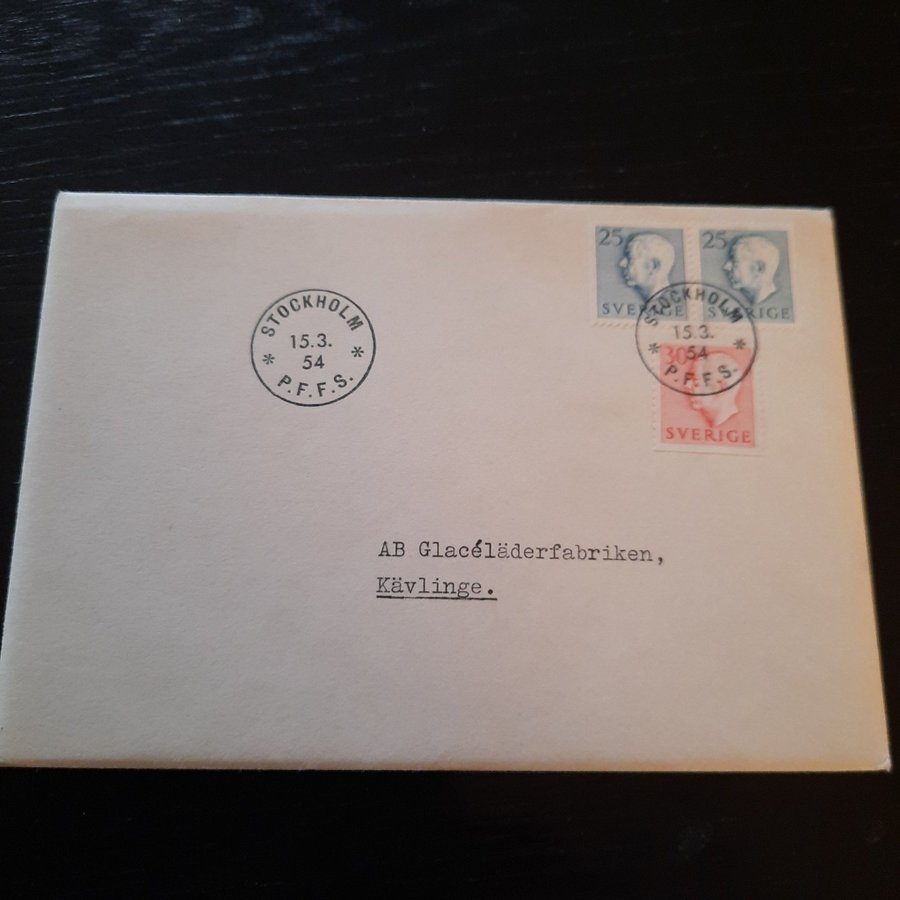 25
25
SVERIGE
SVERIGE
STOCKHOLM
15.3.
54
* P.F.F.S. *
STOCKHOLM
15.3.
54
* P.F.F.S. *
30
SVERIGE
AB Glacéläderfabriken,
Kävlinge.